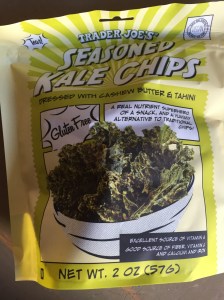 New!
TRADER JOE'S
SEASONED
KALE CHIPS
DRESSED WITH CASHEW BUTTER & TAHINI
A REAL NUTRIENT SUPERHERO
OF A SNACK, AND A YUMMY
ALTERNATIVE TO TRADITIONAL
CHIPS!
Gluten Free
EXCELLENT SOURCE OF VITAMIN A
GOOD SOURCE OF FIBER, VITAMIN C
AND CALCIUM AND IRON
NET WT. 2 OZ (57G)